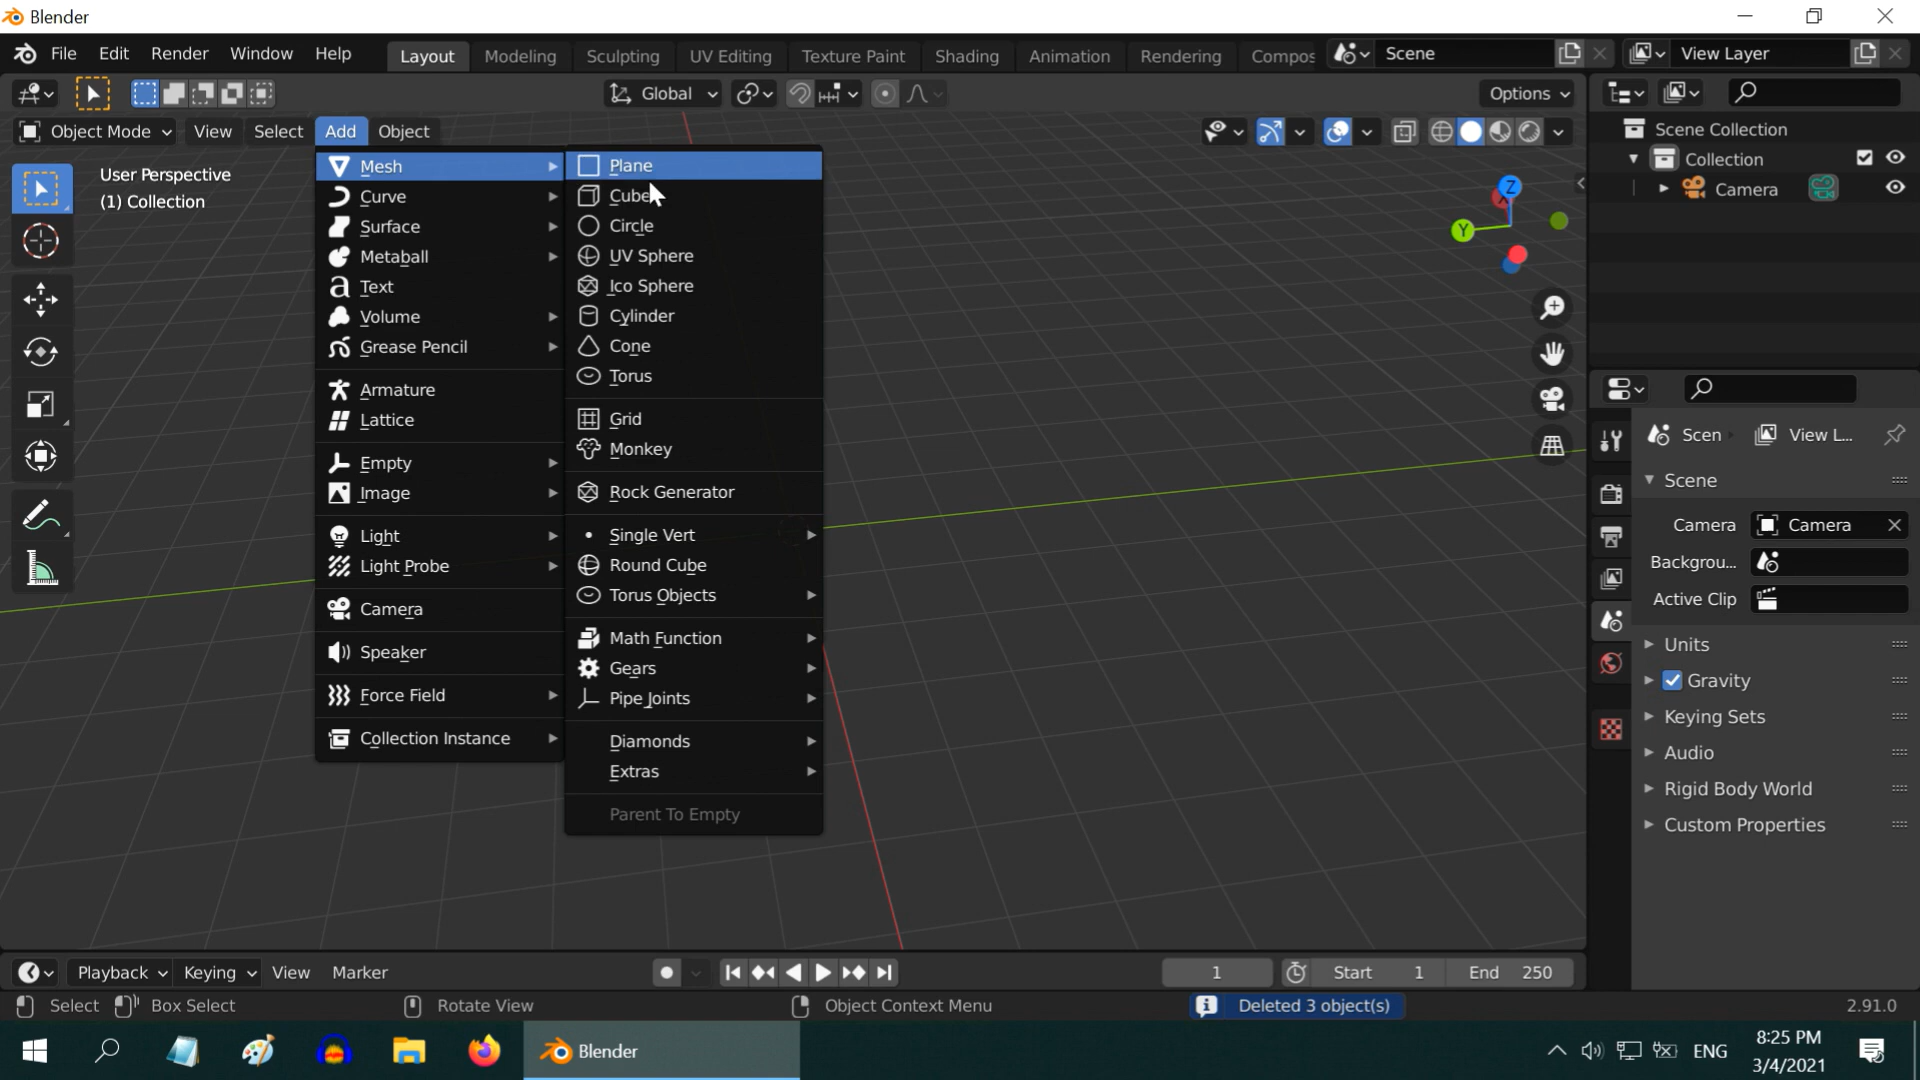 Blender
File Edit Render Window Help Layout Modeling Sculpting UV Editing Texture Paint Shading Animation Rendering Compos Scene View Layer
Global Options
Object Mode View Select Add Object
User Perspective
(1) Collection
Mesh
Curve
Surface
Metaball
Text
Volume
Grease Pencil
Armature
Lattice
Empty
Image
Light
Light Probe
Camera
Speaker
Force Field
Collection Instance
Plane
Cube
Circle
UV Sphere
Ico Sphere
Cylinder
Cone
Torus
Grid
Monkey
Rock Generator
Single Vert
Round Cube
Torus Objects
Math Function
Gears
Pipe Joints
Diamonds
Extras
Parent To Empty
Z
X
Y
Scene Collection
Collection
Camera
Scen View L...
Scene
Camera Camera
Backgrou...
Active Clip
Units
Gravity
Keying Sets
Audio
Rigid Body World
Custom Properties
Playback Keying View Marker 1 Start 1 End 250
Select Box Select Rotate View Object Context Menu Deleted 3 object(s) 2.91.0
Blender ENG
8:25 PM
3/4/2021